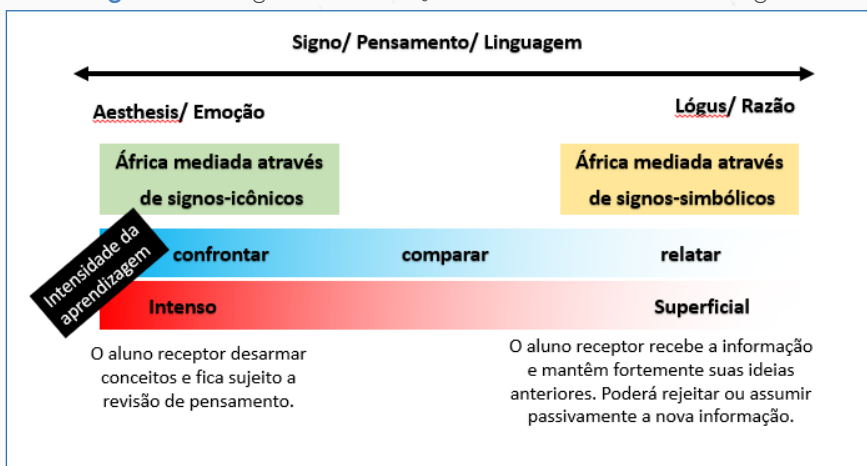 Signo/ Pensamento/ Linguagem
Aesthesis/ Emoção
Lógus/ Razão
África mediada através
de signos-icônicos
África mediada através
de signos-simbólicos
Intensidade da
aprendizagem
confrontar
comparar
relatar
Intenso
Superficial
O aluno receptor desarmar
conceitos e fica sujeito a
revisão de pensamento.
O aluno receptor recebe a informação
e mantêm fortemente suas ideias
anteriores. Poderá rejeitar ou assumir
passivamente a nova informação.